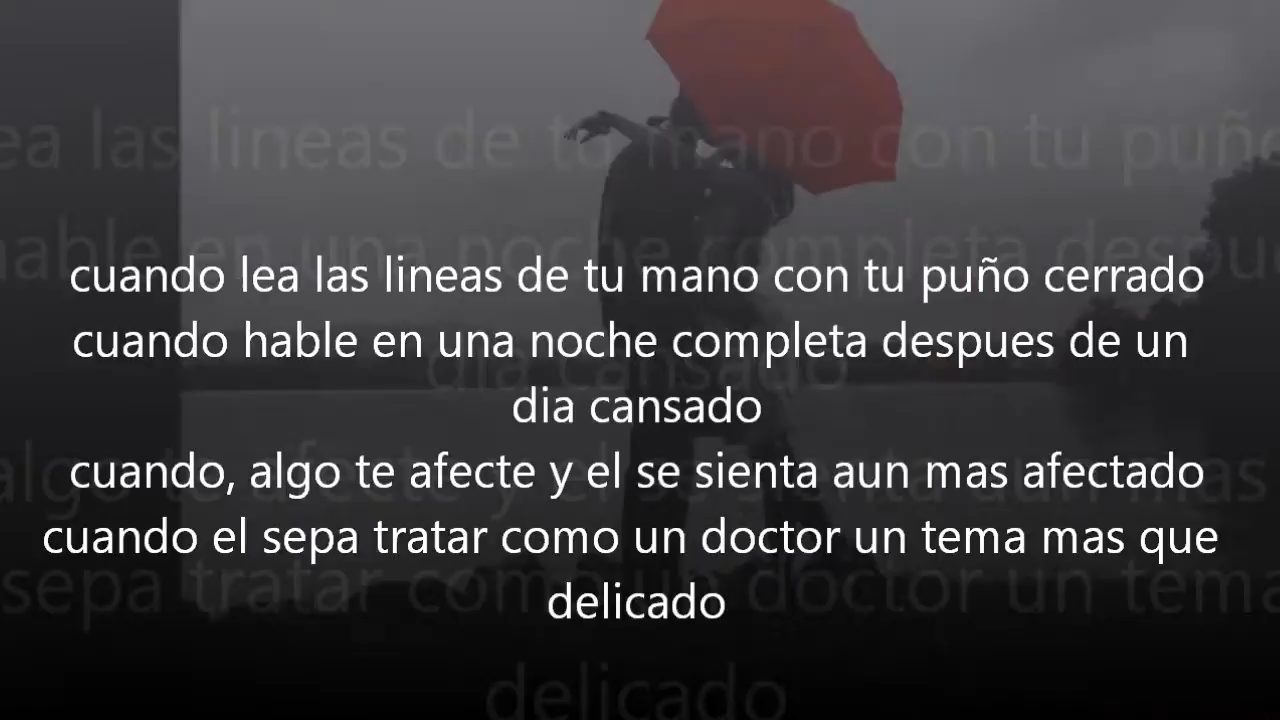 cuando lea las lineas de tu mano con tu puño cerrado
cuando hable en una noche completa despues de un
dia cansado
cuando, algo te afecte y el se sienta aun mas afectado
cuando el sepa tratar como un doctor un tema mas que
delicado